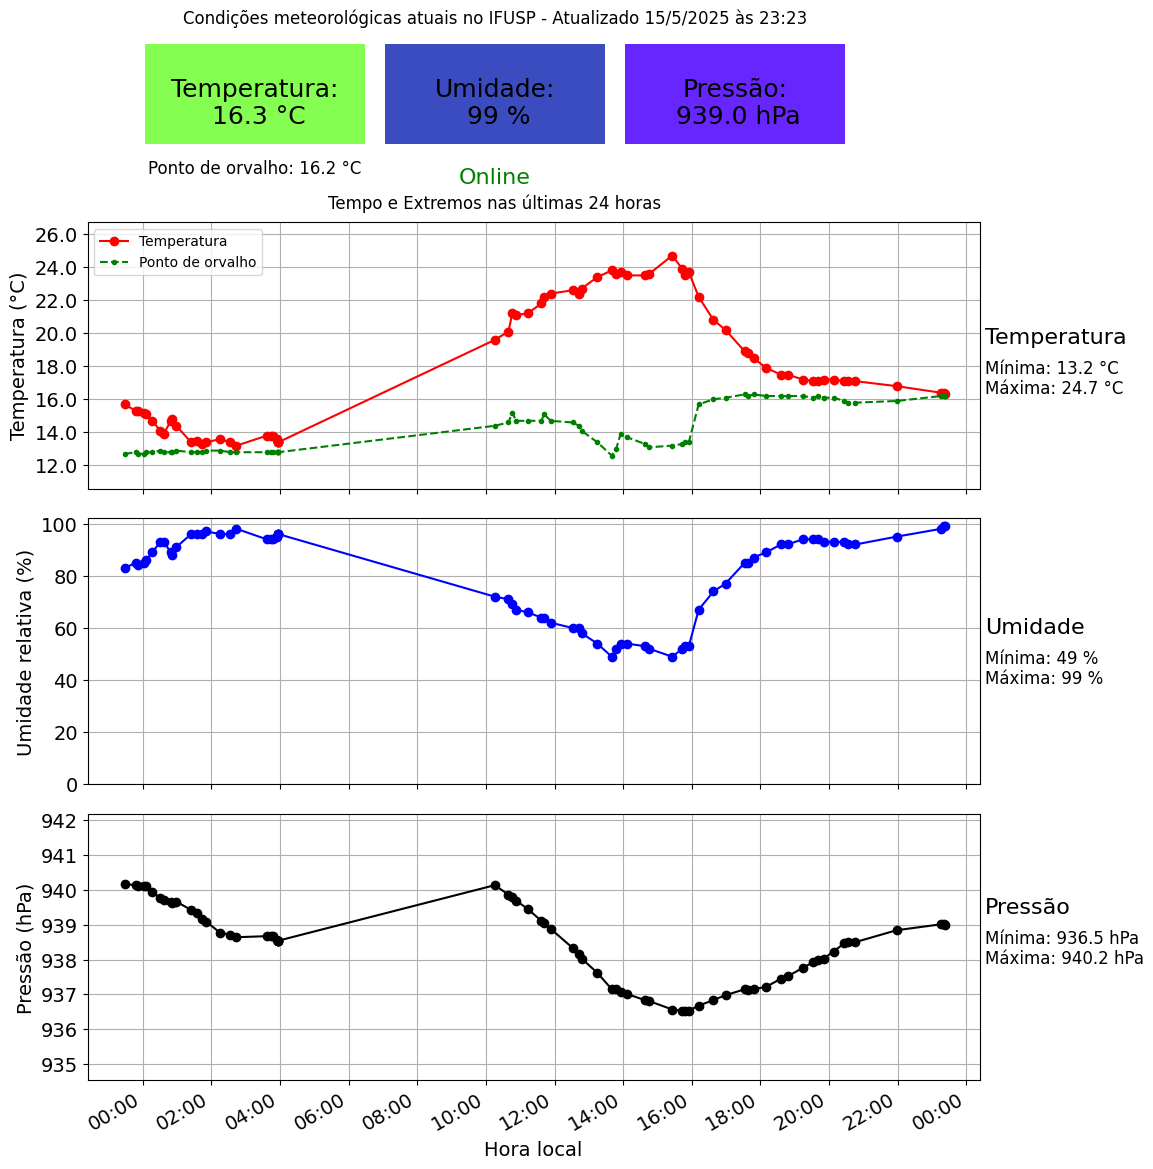 Condições meteorológicas atuais no IFUSP - Atualizado 15/5/2025 às 23:23
Temperatura:
16.3 °C
Umidade:
99 %
Pressão:
939.0 hPa
Ponto de orvalho: 16.2 °C
Online
Tempo e Extremos nas últimas 24 horas
Temperatura (°C)
26.0
24.0
22.0
20.0
18.0
16.0
14.0
12.0
Temperatura
Ponto de orvalho
Temperatura
Mínima: 13.2 °C
Máxima: 24.7 °C
Umidade relativa (%)
100
80
60
40
20
0
Umidade
Mínima: 49 %
Máxima: 99 %
Pressão (hPa)
942
941
940
939
938
937
936
935
Pressão
Mínima: 936.5 hPa
Máxima: 940.2 hPa
00:00
02:00
04:00
06:00
08:00
10:00
12:00
14:00
16:00
18:00
20:00
22:00
00:00
Hora local